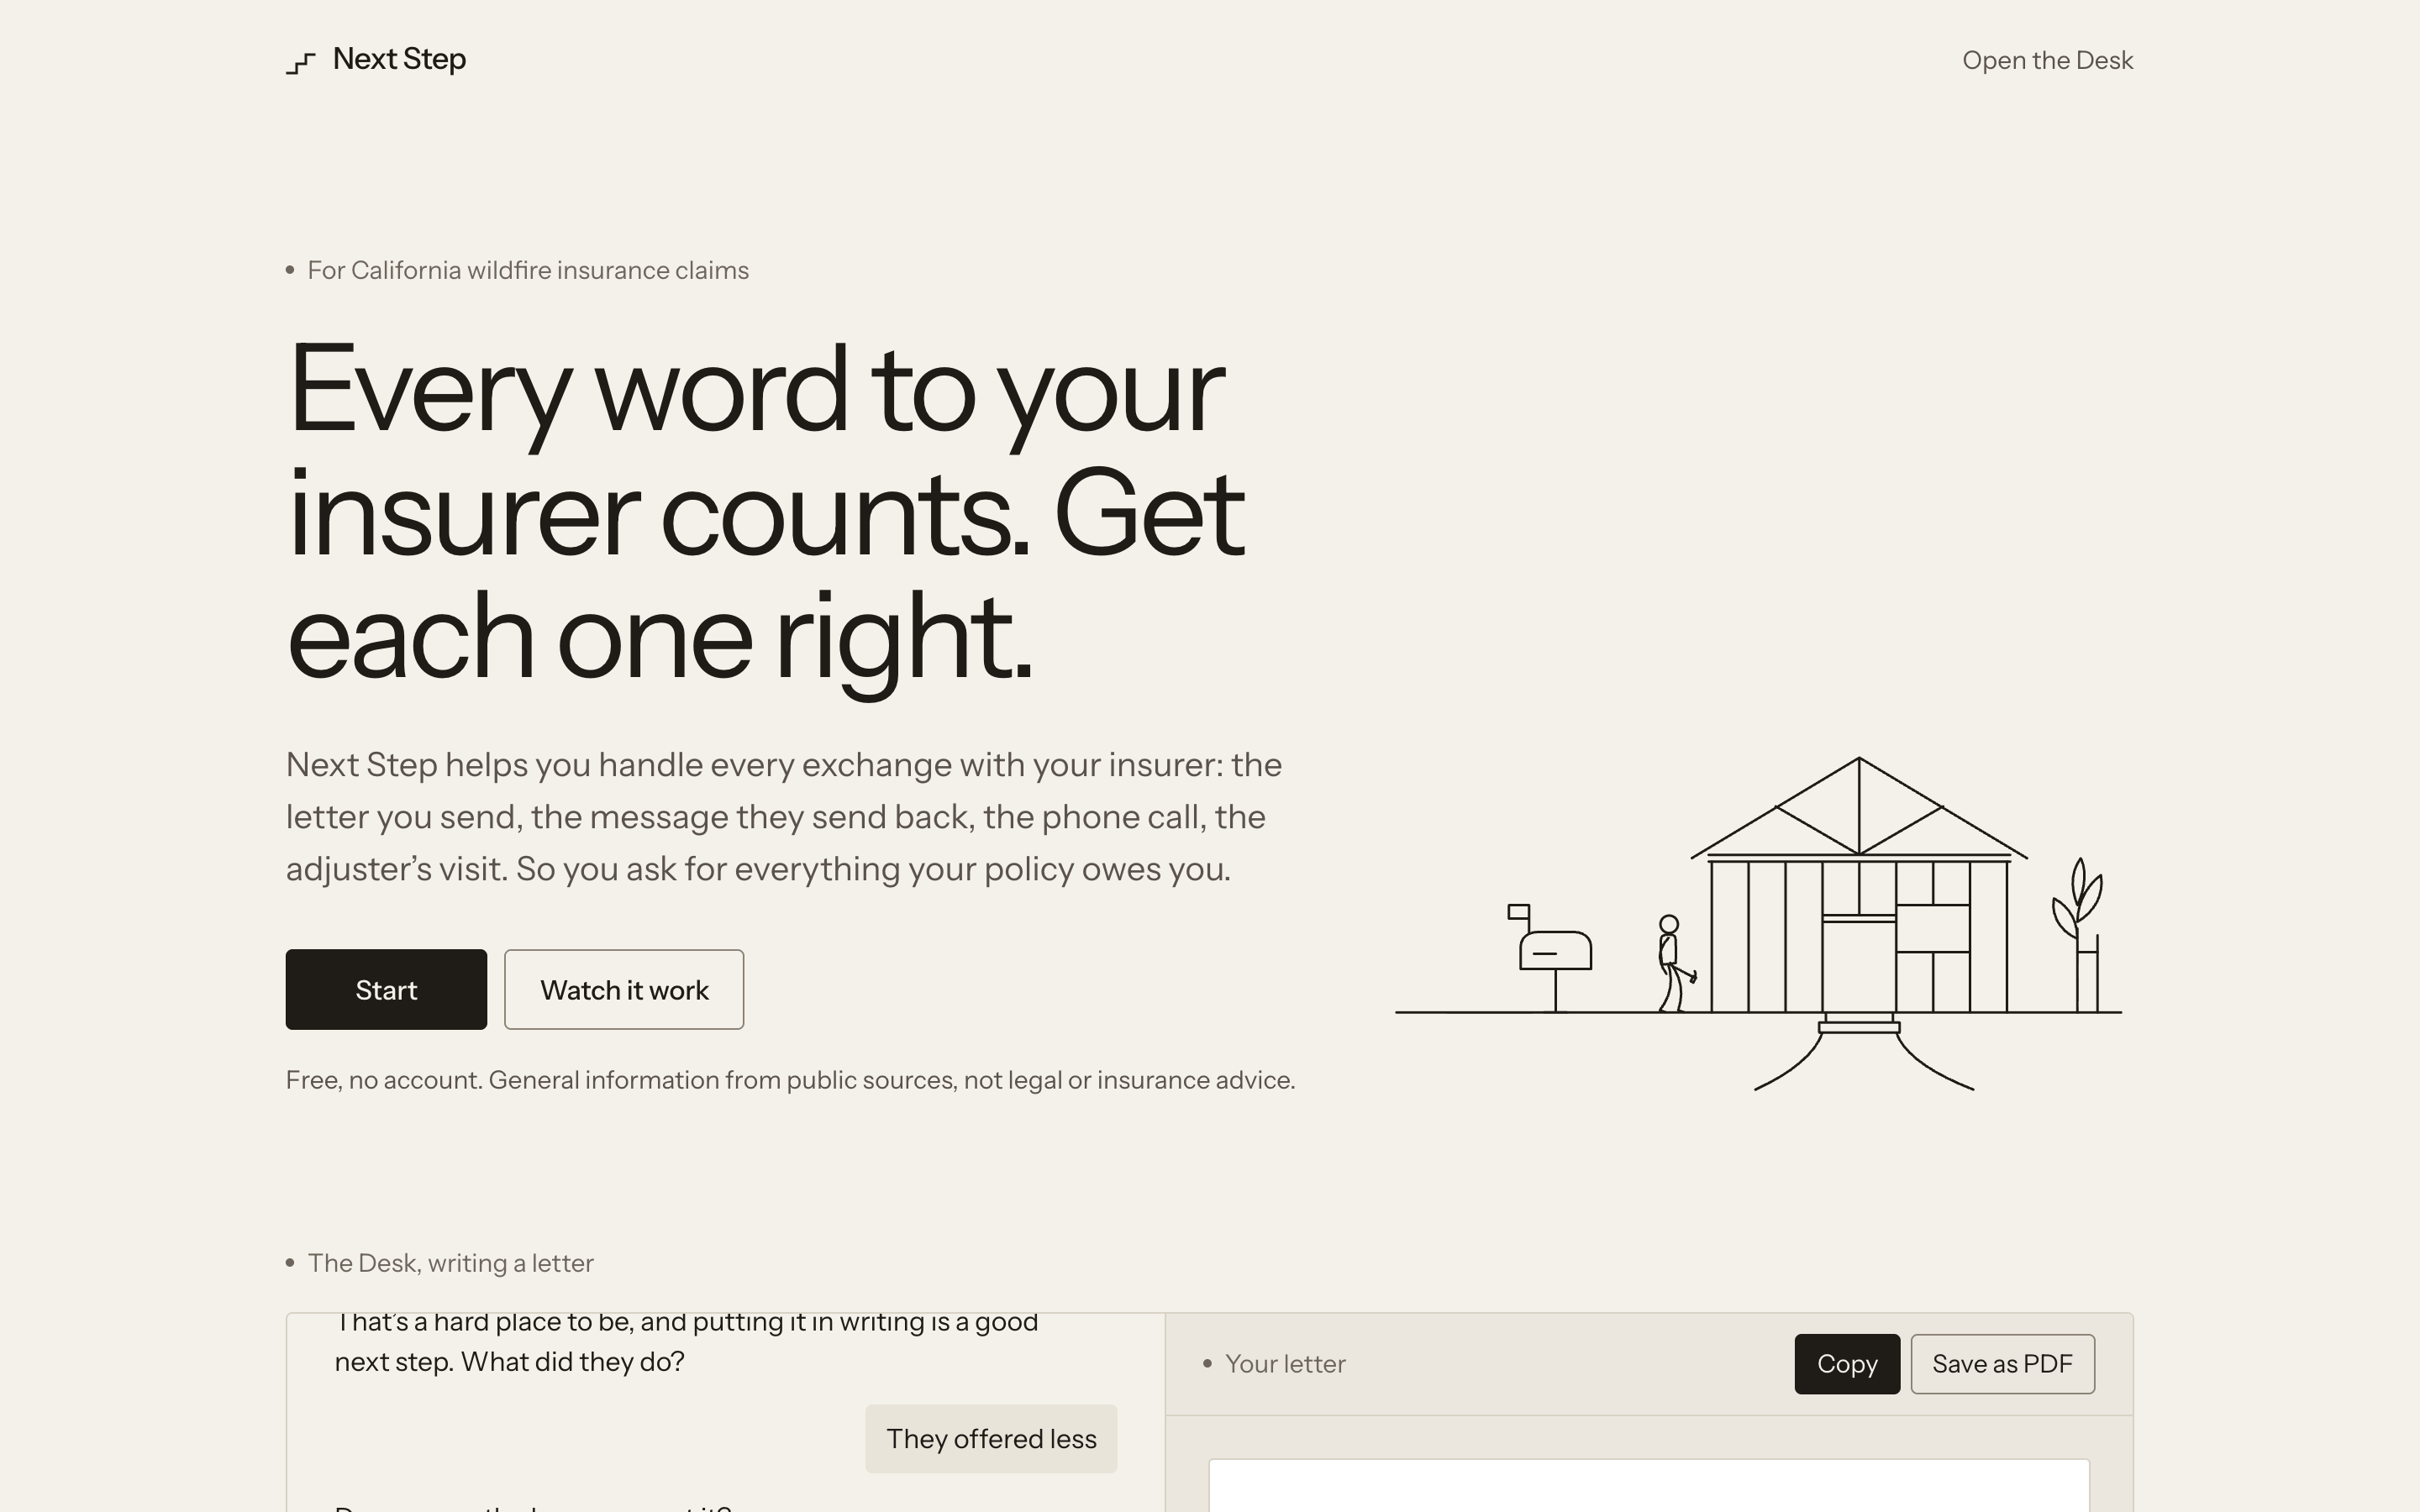 Next Step
Open the Desk
For California wildfire insurance claims
Every word to your
insurer counts. Get
each one right.
Next Step helps you handle every exchange with your insurer: the
letter you send, the message they send back, the phone call, the
adjuster’s visit. So you ask for everything your policy owes you.
Start
Watch it work
Free, no account. General information from public sources, not legal or insurance advice.
The Desk, writing a letter
That’s a hard place to be, and putting it in writing is a good
next step. What did they do?
They offered less
Your letter
Copy
Save as PDF